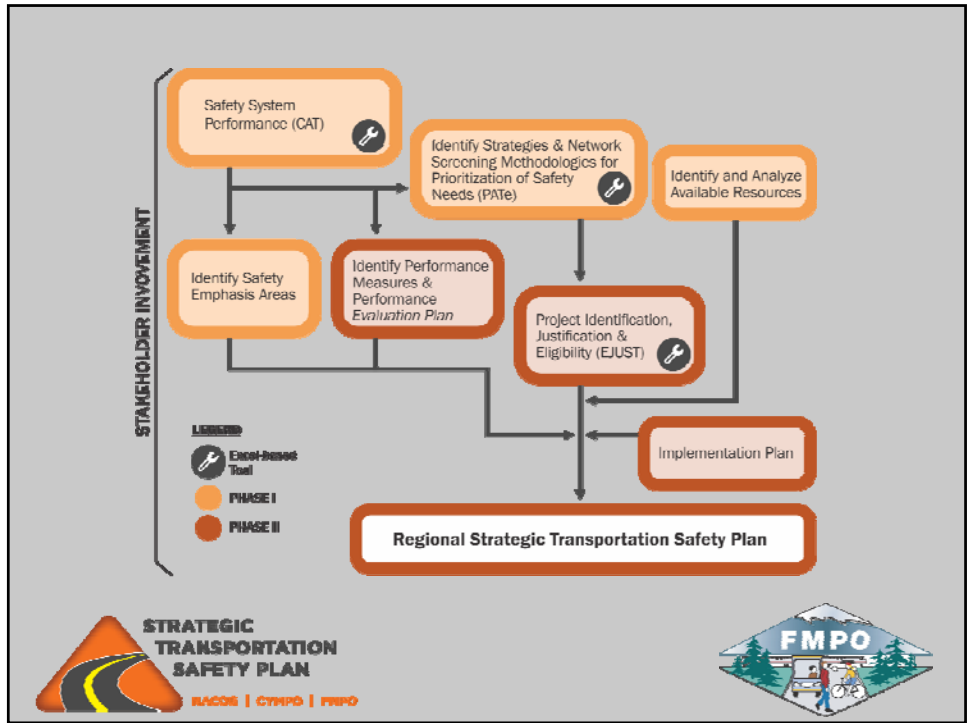 Safety System
Performance (CAT)
Identify Strategies & Network
Screening Methodologies for
Prioritization of Safety
Needs (PATe)
Identify and Analyze
Available Resources
Identify Safety
Emphasis Areas
Identify Performance
Measures &
Performance
Evaluation Plan
Project Identification,
Justification &
Eligibility (EJUST)
Implementation Plan
Regional Strategic Transportation Safety Plan
STAKEHOLDER INVOVEMENT
LEGEND
Excel-based
Tool
PHASE I
PHASE II
STRATEGIC
TRANSPORTATION
SAFETY PLAN
NACOG | CYMPO | FMPO
FMPO